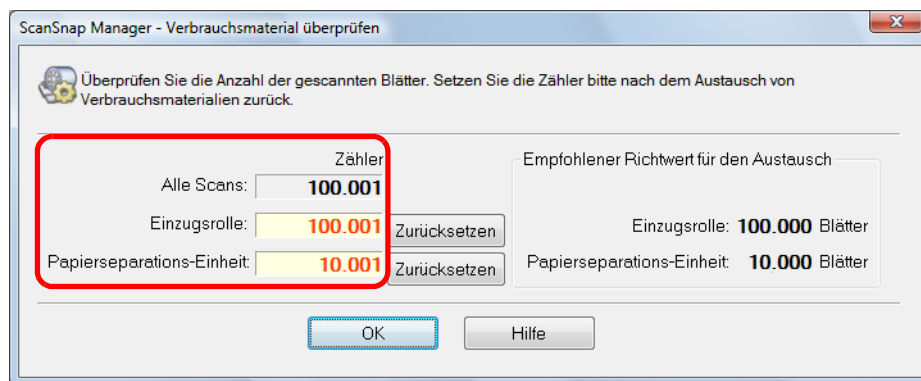 ScanSnap Manager - Verbrauchsmaterial überprüfen
Überprüfen Sie die Anzahl der gescannten Blätter. Setzen Sie die Zähler bitte nach dem Austausch von
Verbrauchsmaterialien zurück.
Zähler
Alle Scans: 100.001
Einzugsrolle: 100.001 Zurücksetzen
Papierseparations-Einheit: 10.001 Zurücksetzen
Empfohlener Richtwert für den Austausch
Einzugsrolle: 100.000 Blätter
Papierseparations-Einheit: 10.000 Blätter
OK
Hilfe